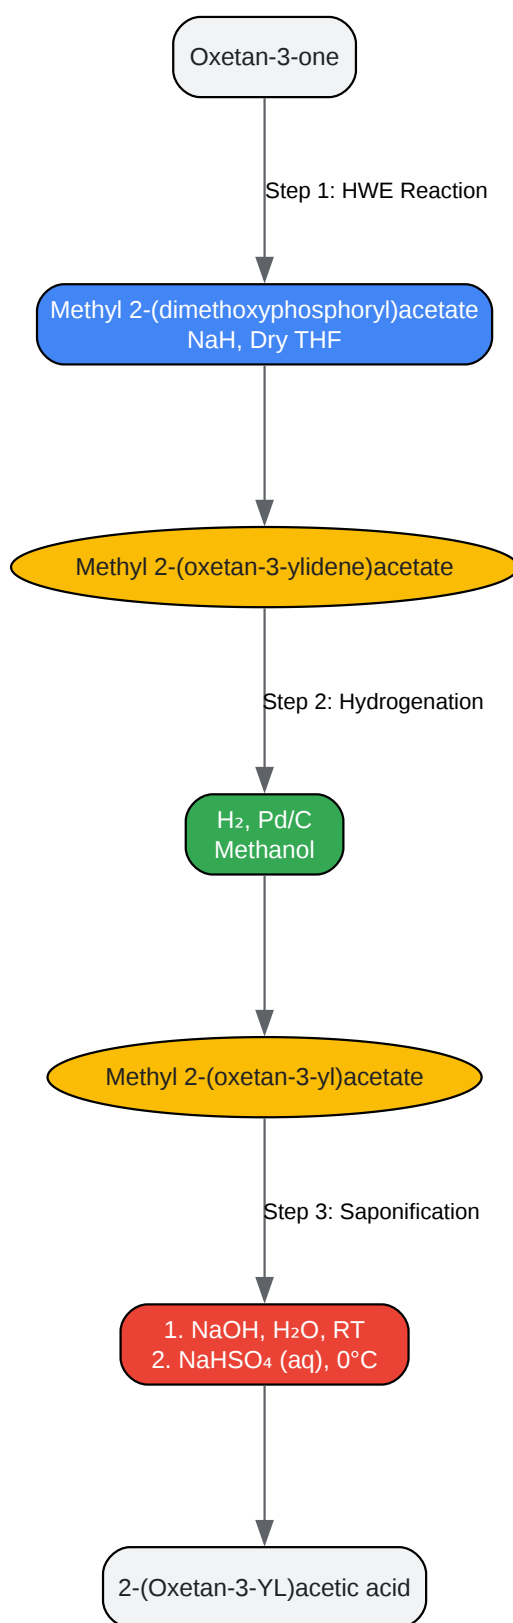 Oxetan-3-one
Step 1: HWE Reaction
Methyl 2-(dimethoxyphosphoryl)acetate
NaH, Dry THF
Methyl 2-(oxetan-3-ylidene)acetate
Step 2: Hydrogenation
H₂, Pd/C
Methanol
Methyl 2-(oxetan-3-yl)acetate
Step 3: Saponification
1. NaOH, H₂O, RT
2. NaHSO₄ (aq), 0°C
2-(Oxetan-3-YL)acetic acid